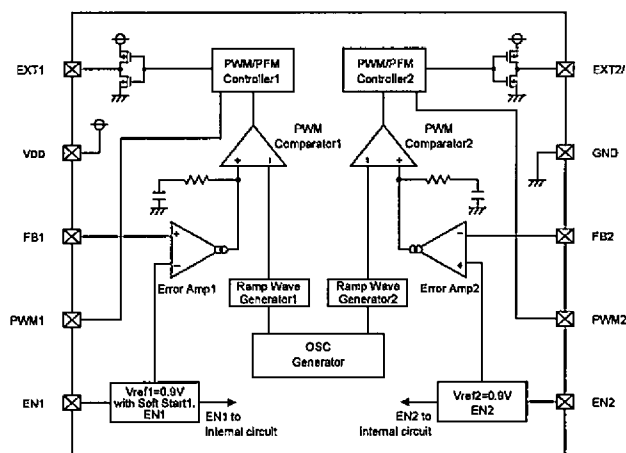 EXT1
PWM/PFM
Controller1
PWM/PFM
Controller2
EXT2/
VDD
PWM
Comparator1
PWM
Comparator2
GND
+
-
-
+
FB1
+
-
Error Amp1
-
+
Error Amp2
FB2
Ramp Wave
Generator1
Ramp Wave
Generator2
PWM1
OSC
Generator
PWM2
EN1
Vref1=0.9V
with Soft Start1,
EN1
EN1 to
Internal circuit
EN2 to
Internal circuit
Vref2=0.9V
EN2
EN2